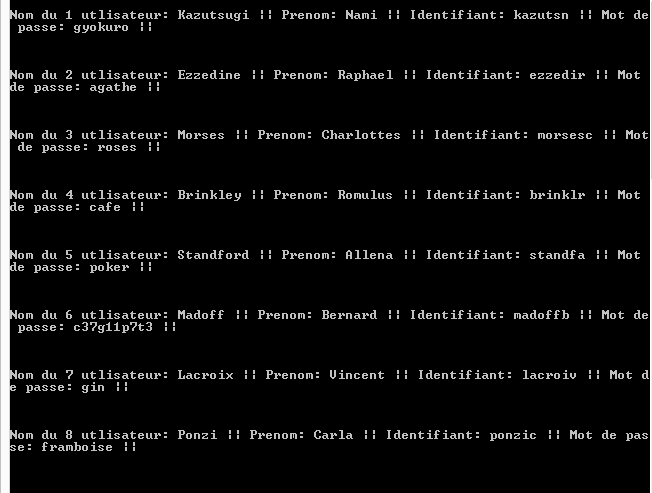 Nom du 1 utlisateur: Kazutsugi ¦¦ Prenom: Nami ¦¦ Identifiant: kazutsn ¦¦ Mot de
passe: gyokuro ¦¦
Nom du 2 utlisateur: Ezzedine ¦¦ Prenom: Raphael ¦¦ Identifiant: ezzedir ¦¦ Mot
de passe: agathe ¦¦
Nom du 3 utlisateur: Morses ¦¦ Prenom: Charlottes ¦¦ Identifiant: morsesc ¦¦ Mot
de passe: roses ¦¦
Nom du 4 utlisateur: Brinkley ¦¦ Prenom: Romulus ¦¦ Identifiant: brinklr ¦¦ Mot
de passe: cafe ¦¦
Nom du 5 utlisateur: Standford ¦¦ Prenom: Allena ¦¦ Identifiant: standfa ¦¦ Mot
de passe: poker ¦¦
Nom du 6 utlisateur: Madoff ¦¦ Prenom: Bernard ¦¦ Identifiant: madoffb ¦¦ Mot de
passe: c37g11p7t3 ¦¦
Nom du 7 utlisateur: Lacroix ¦¦ Prenom: Vincent ¦¦ Identifiant: lacroiv ¦¦ Mot d
e passe: gin ¦¦
Nom du 8 utlisateur: Ponzi ¦¦ Prenom: Carla ¦¦ Identifiant: ponzic ¦¦ Mot de pas
se: framboise ¦¦